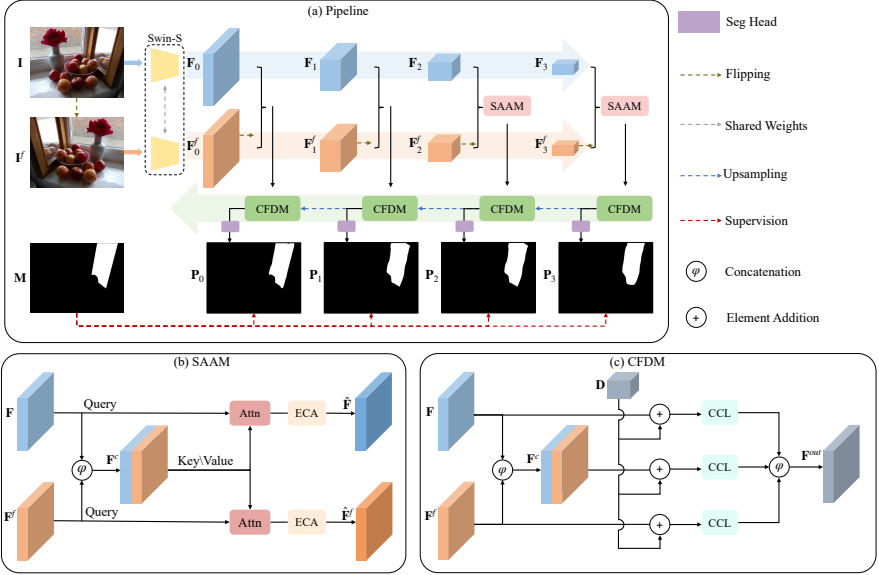 (a) Pipeline
Seg Head
Swin-S
I
F0
F1
F2
F3
Flipping
SAAM
SAAM
Shared Weights
I^f
F0^f
F1^f
F2^f
F3^f
Upsampling
CFDM
CFDM
CFDM
CFDM
Supervision
M
P0
P1
P2
P3
φ Concatenation
+ Element Addition
(b) SAAM
F
Query
Attn
ECA
F̂
φ
F^c
Key\Value
F^f
Query
Attn
ECA
F̂^f
(c) CFDM
D
F
+
CCL
φ
F^c
+
CCL
φ
F^out
F^f
+
CCL